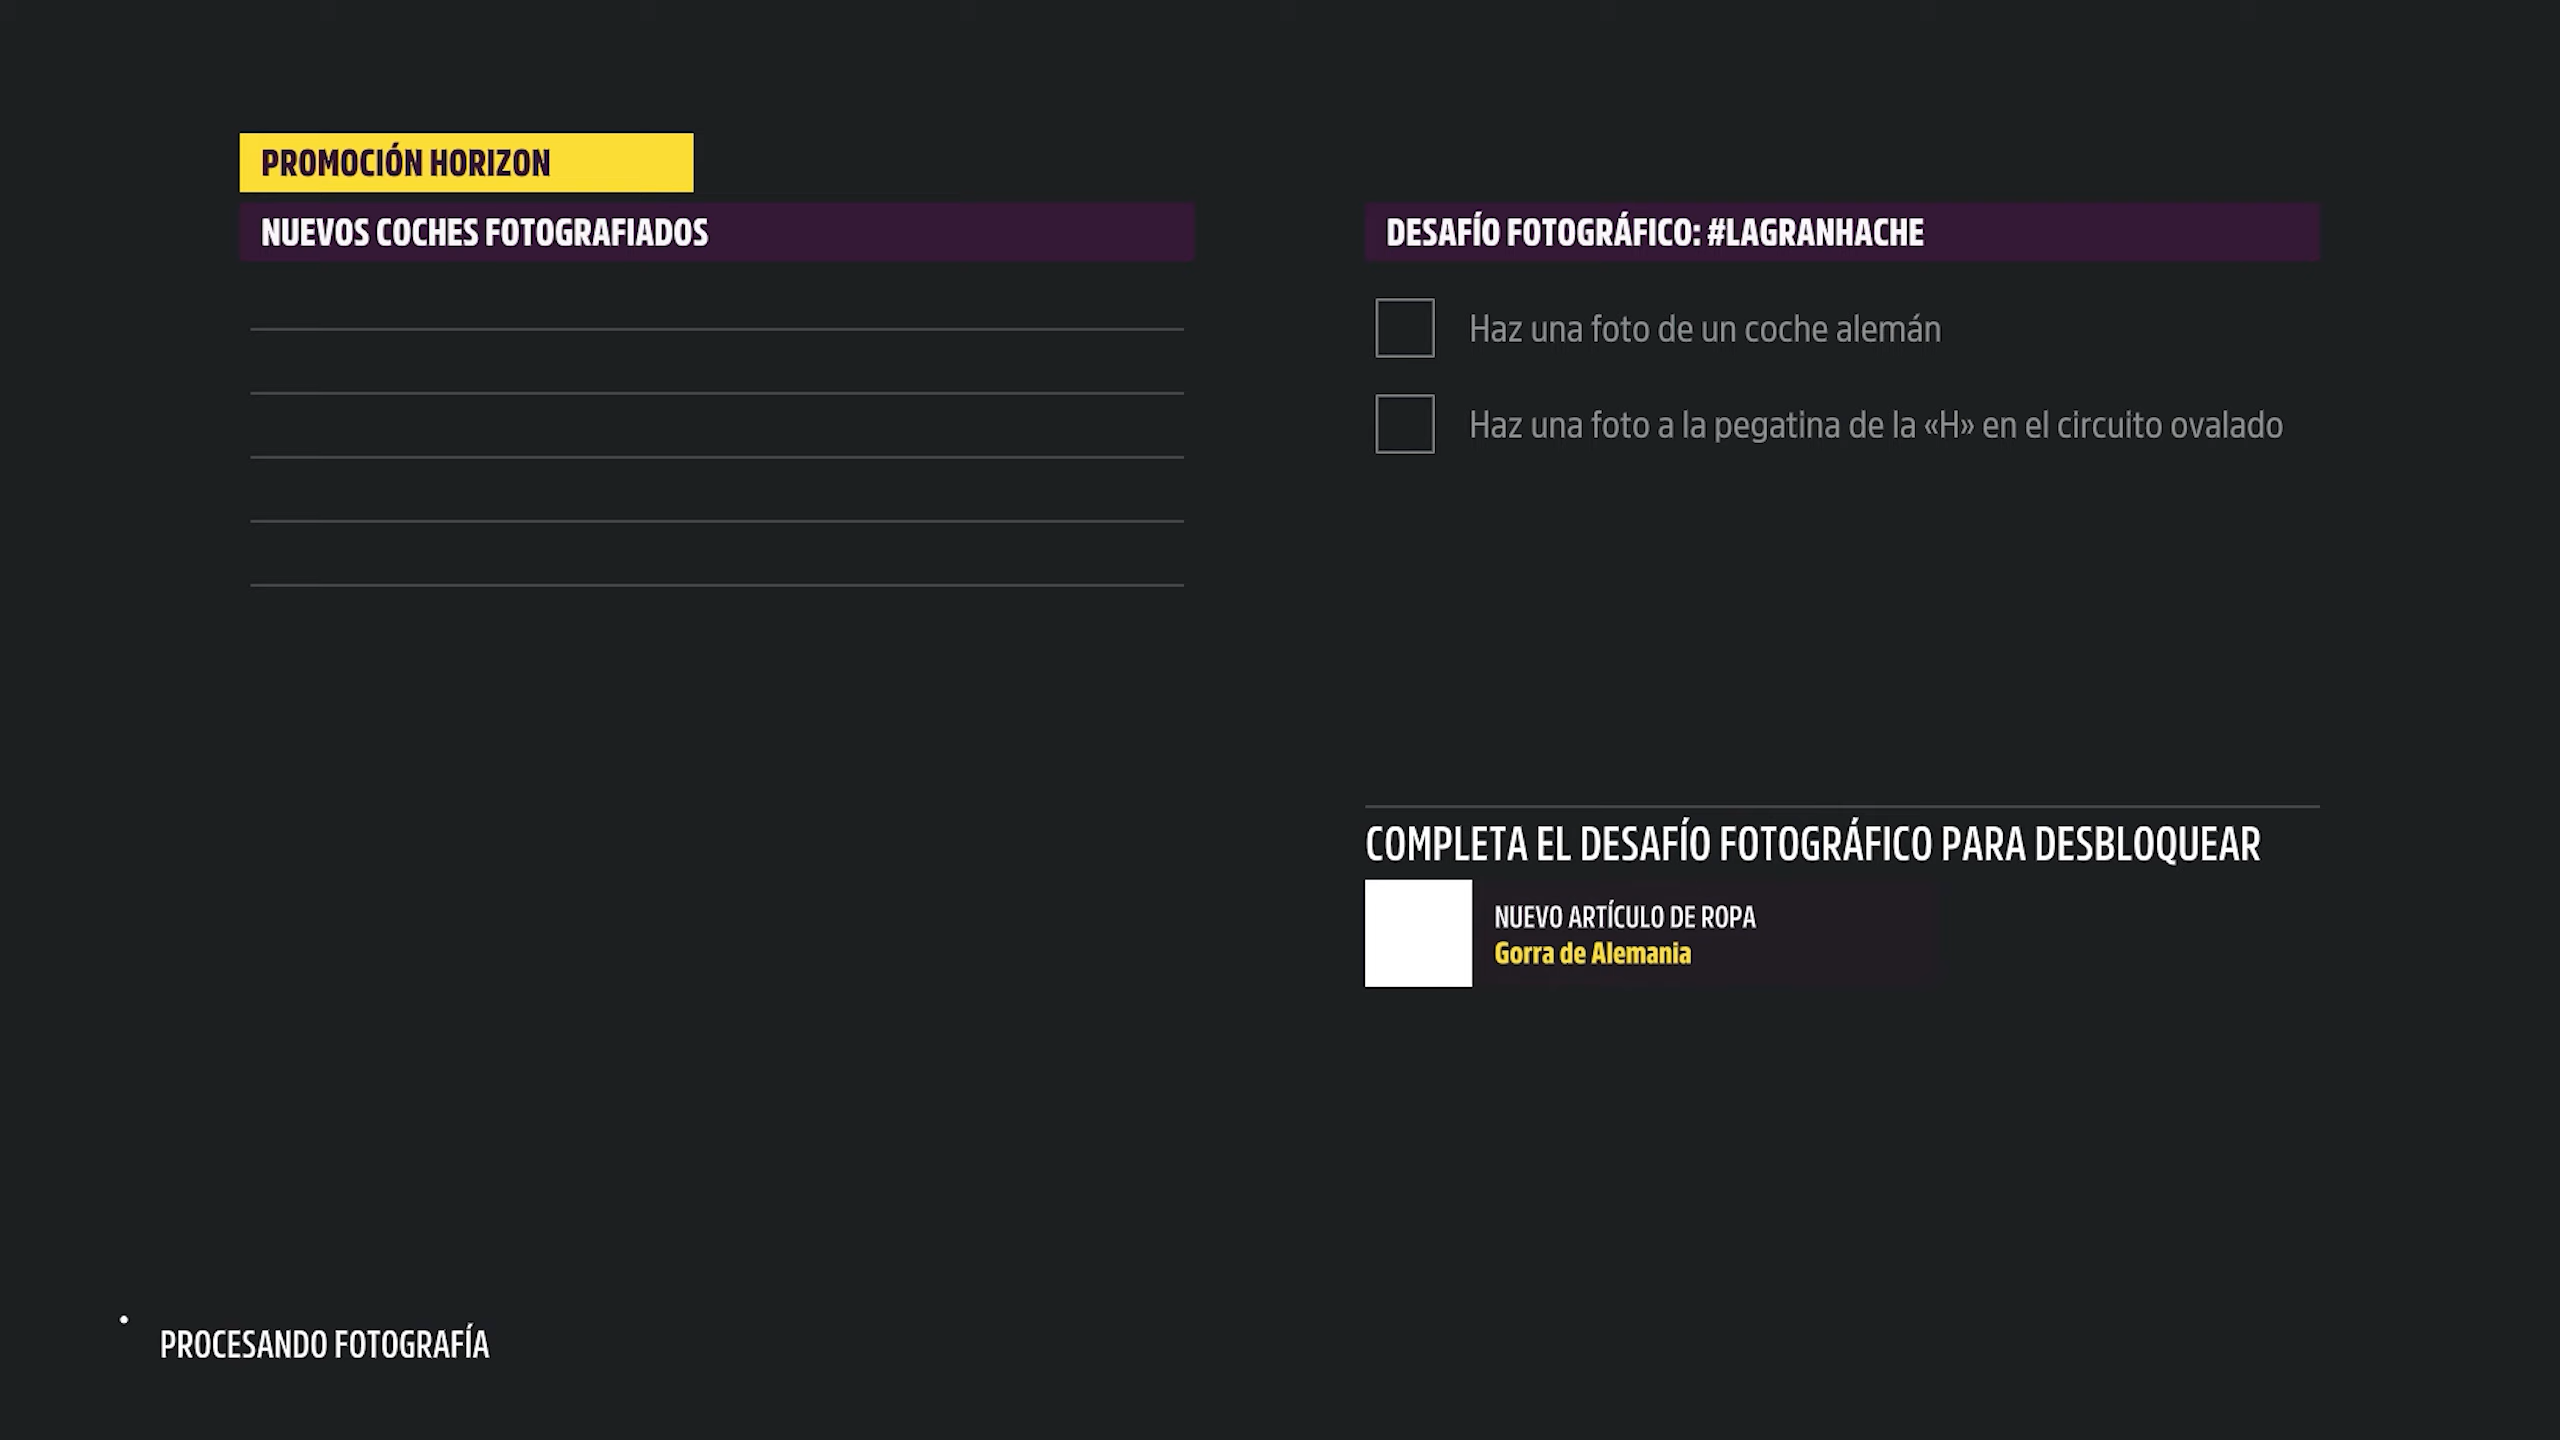 PROMOCIÓN HORIZON
NUEVOS COCHES FOTOGRAFIADOS
DESAFÍO FOTOGRÁFICO: #LAGRANHACHE
Haz una foto de un coche alemán
Haz una foto a la pegatina de la «H» en el circuito ovalado
COMPLETA EL DESAFÍO FOTOGRÁFICO PARA DESBLOQUEAR
NUEVO ARTÍCULO DE ROPA
Gorra de Alemania
PROCESANDO FOTOGRAFÍA